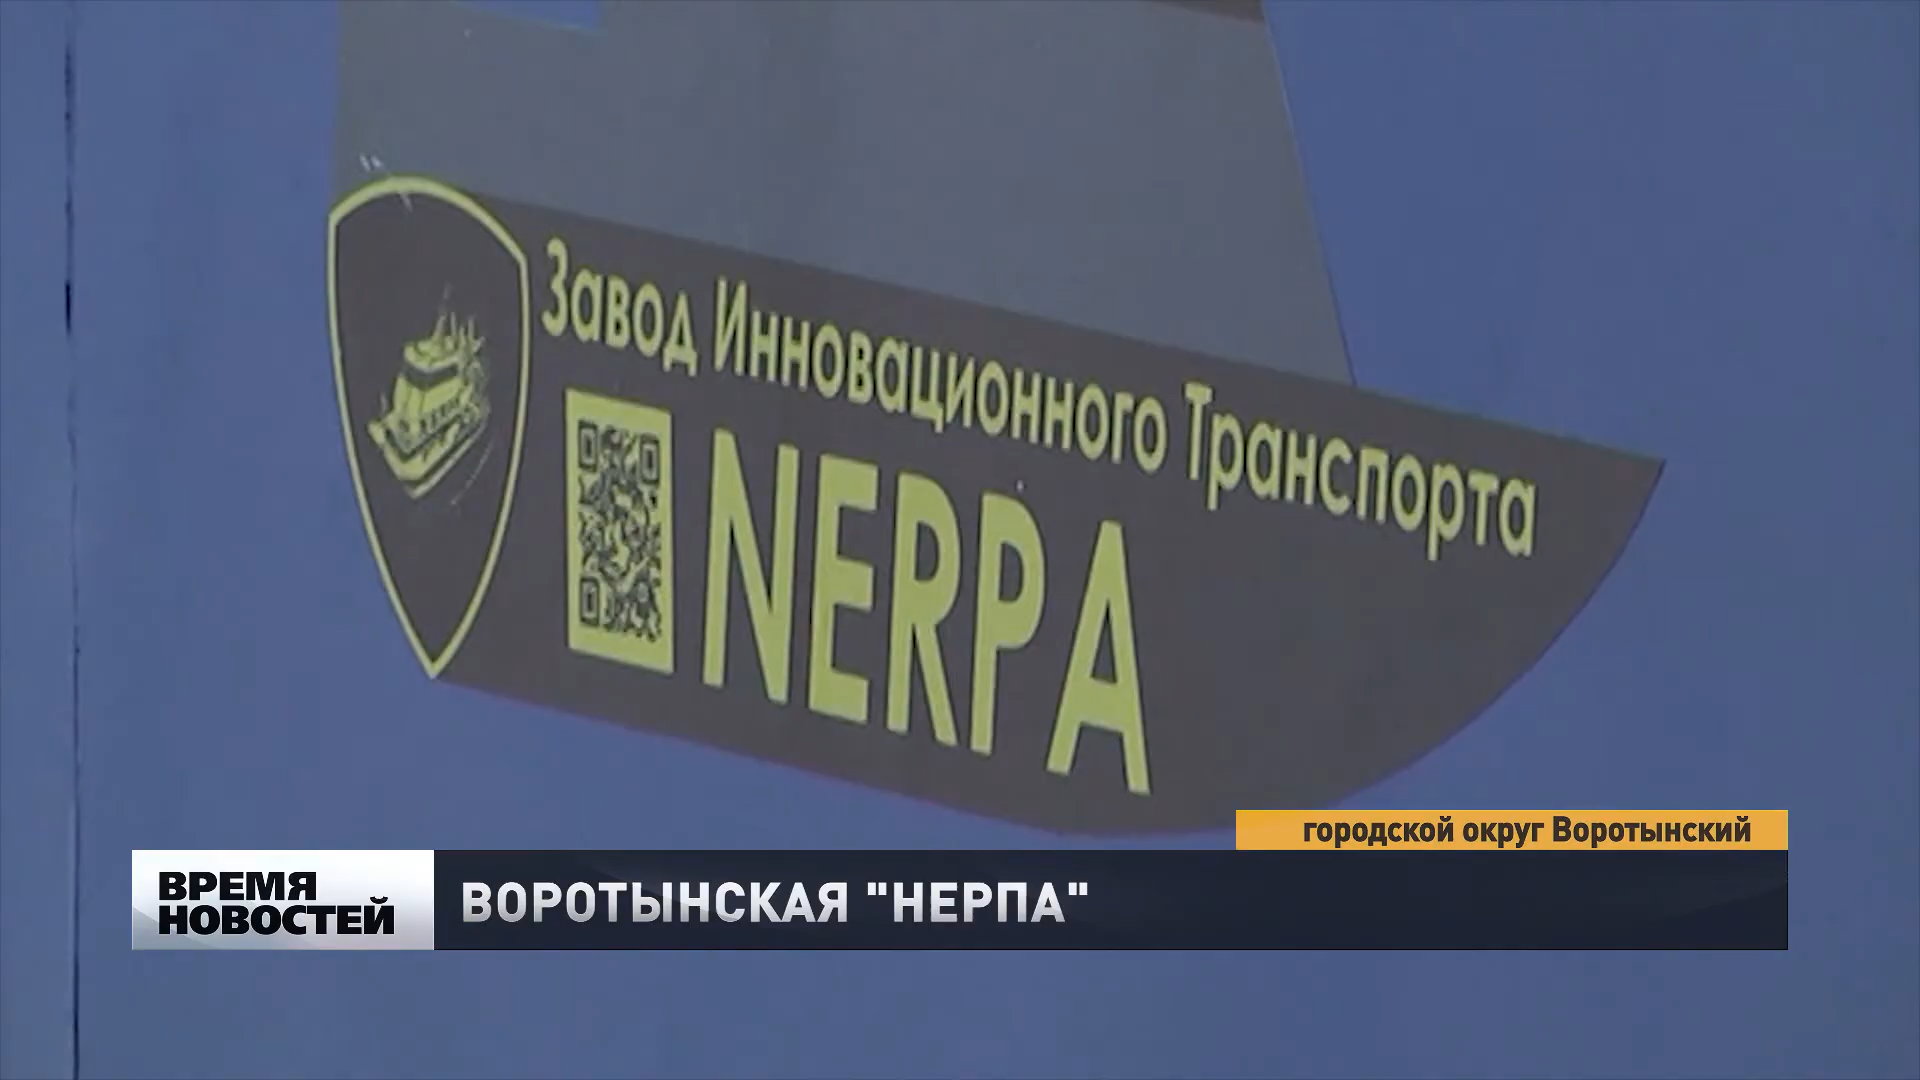 Завод Инновационного Транспорта
NERPA
городской округ Воротынский
ВРЕМЯ
НОВОСТЕЙ
ВОРОТЫНСКАЯ "НЕРПА"